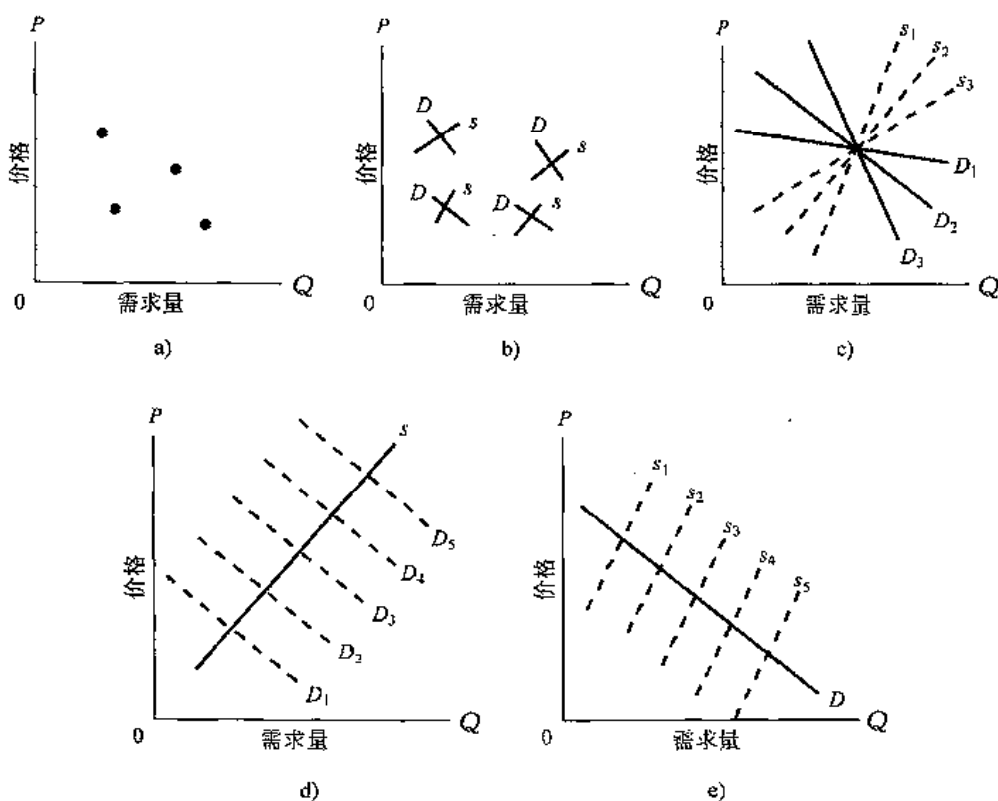 P
价格
0
需求量
Q
a)
P
价格
D
s
D
s
D
s
D
s
0
需求量
Q
b)
P
价格
s₁
s₂
s₃
D₁
D₂
D₃
0
需求量
Q
c)
P
价格
s
D₅
D₄
D₃
D₂
D₁
0
需求量
Q
d)
P
价格
s₁
s₂
s₃
s₄
s₅
D
0
需求量
Q
e)